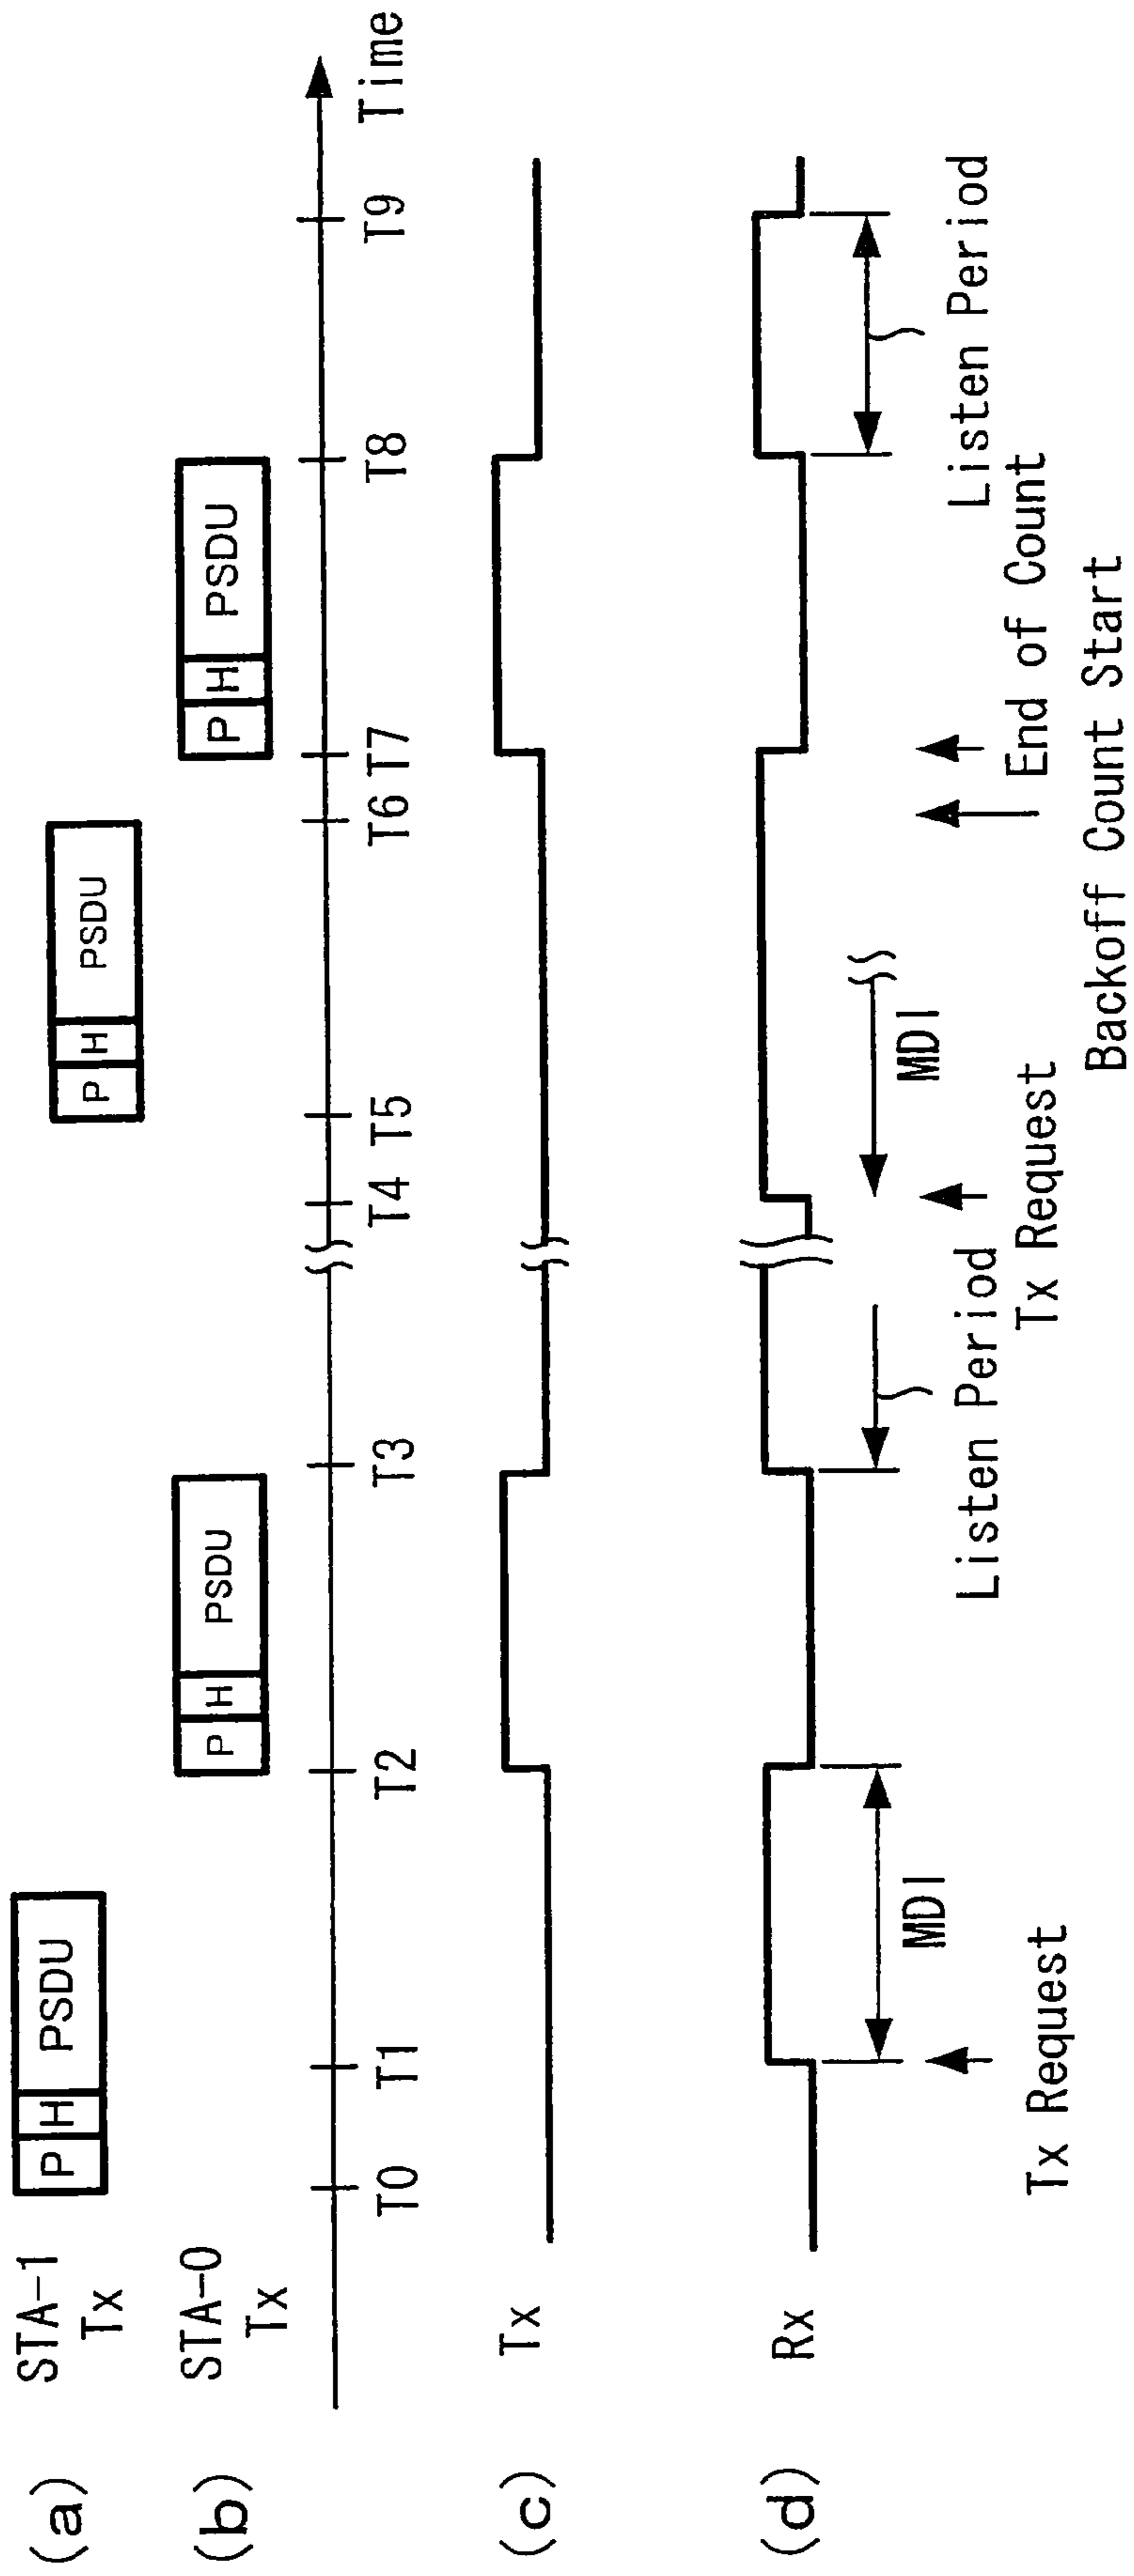 (a) STA-1 Tx
P H PSDU
P H PSDU
(b) STA-0 Tx
P H PSDU
P H PSDU
T0 T1 T2 T3 T4 T5 T6 T7 T8 T9 Time
(c) Tx
(d) Rx
MDI
MDI
Tx Request
Listen Period
Tx Request
Backoff Count Start
End of Count
Listen Period